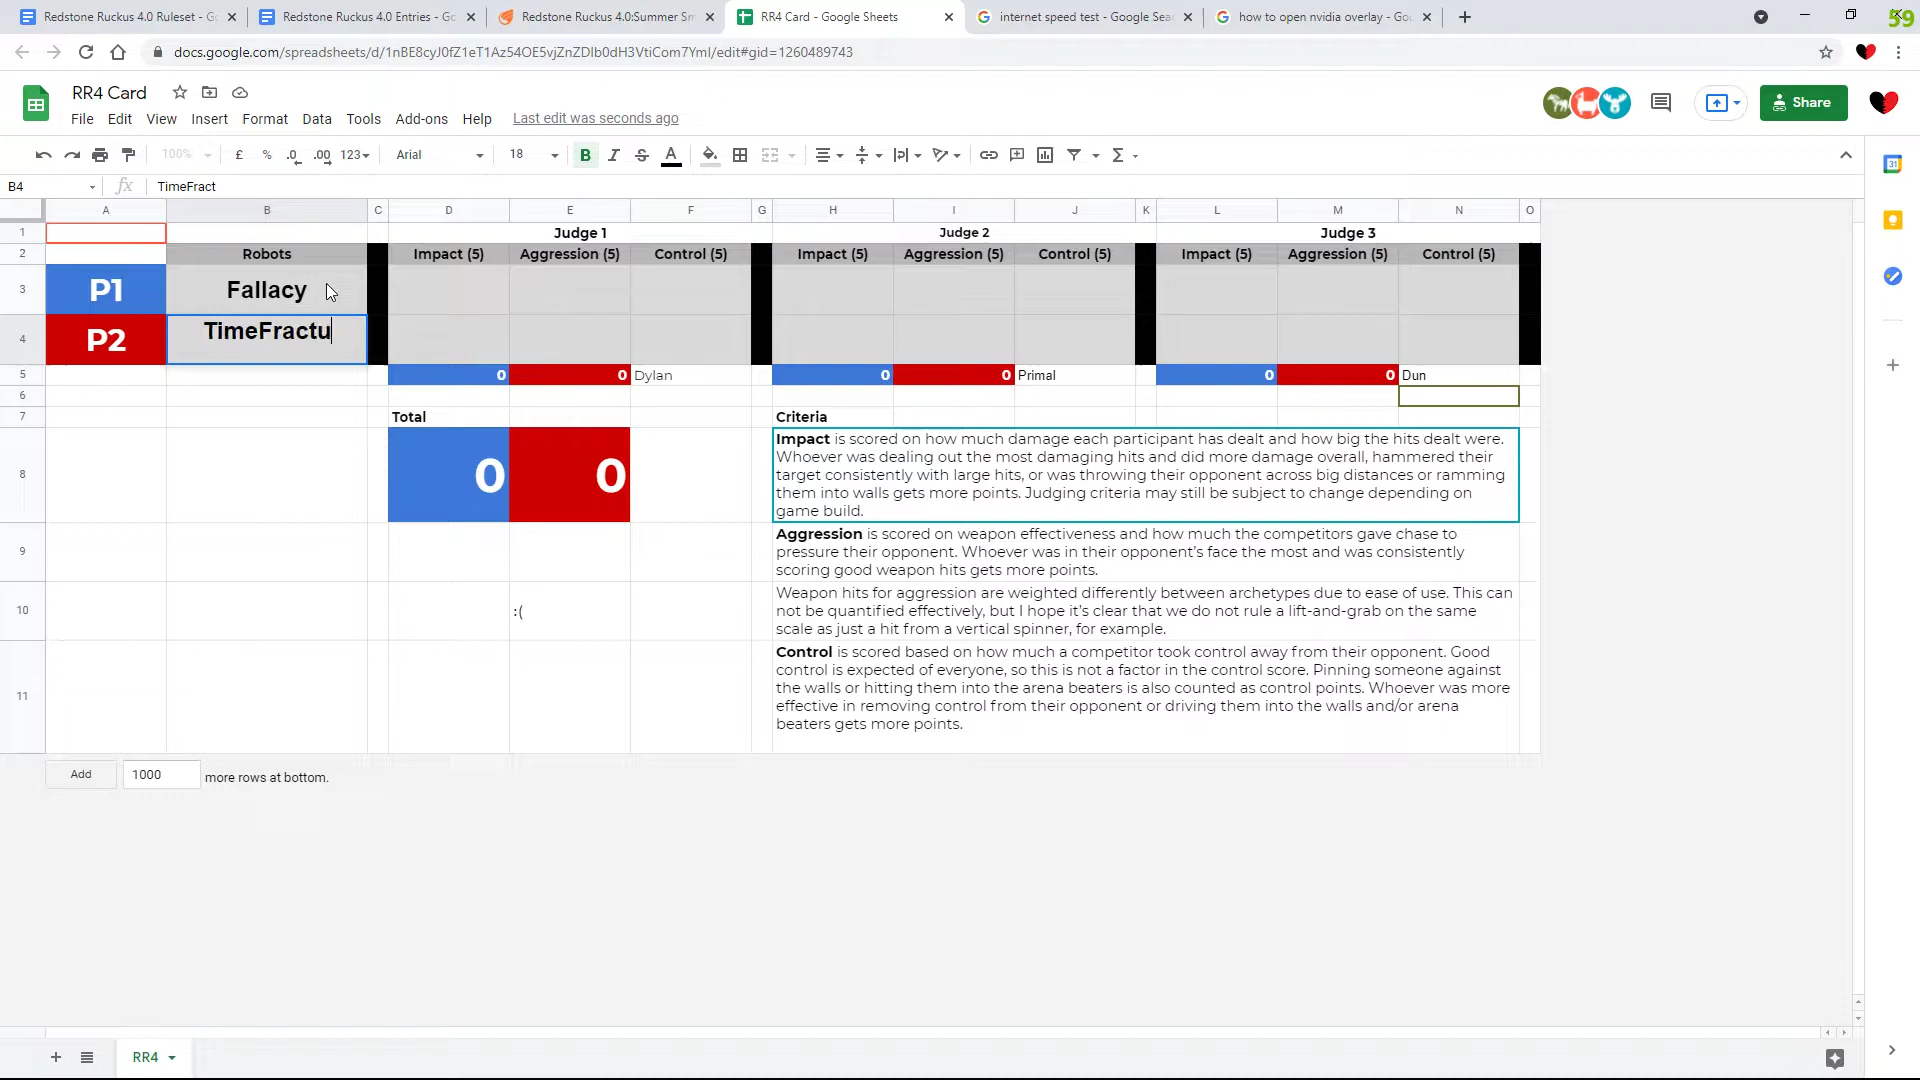 Redstone Ruckus 4.0 Ruleset - Go
Redstone Ruckus 4.0 Entries - Go
Redstone Ruckus 4.0:Summer Sm
RR4 Card - Google Sheets
internet speed test - Google Sea
how to open nvidia overlay - Goo
59
docs.google.com/spreadsheets/d/1nBE8cyJ0fZ1eT1Az54OE5vjZnZDlb0dH3VtiCom7YmI/edit#gid=1260489743
RR4 Card
File Edit View Insert Format Data Tools Add-ons Help Last edit was seconds ago
Share
100% £ % .0 .00 123 Arial 18 B I S A Σ
31
B4 fx TimeFract
A B C D E F G H I J K L M N O
1 Judge 1 Judge 2 Judge 3
2 Robots Impact (5) Aggression (5) Control (5) Impact (5) Aggression (5) Control (5) Impact (5) Aggression (5) Control (5)
3 P1 Fallacy
4 P2 TimeFractu
5 0 0 Dylan 0 0 Primal 0 0 Dun
6
7 Total Criteria
8 0 0
Impact is scored on how much damage each participant has dealt and how big the hits dealt were.
Whoever was dealing out the most damaging hits and did more damage overall, hammered their
target consistently with large hits, or was throwing their opponent across big distances or ramming
them into walls gets more points. Judging criteria may still be subject to change depending on
game build.
9
Aggression is scored on weapon effectiveness and how much the competitors gave chase to
pressure their opponent. Whoever was in their opponent's face the most and was consistently
scoring good weapon hits gets more points.
10 :(
Weapon hits for aggression are weighted differently between archetypes due to ease of use. This can
not be quantified effectively, but I hope it's clear that we do not rule a lift-and-grab on the same
scale as just a hit from a vertical spinner, for example.
11
Control is scored based on how much a competitor took control away from their opponent. Good
control is expected of everyone, so this is not a factor in the control score. Pinning someone against
the walls or hitting them into the arena beaters is also counted as control points. Whoever was more
effective in removing control from their opponent or driving them into the walls and/or arena
beaters gets more points.
Add 1000 more rows at bottom.
RR4